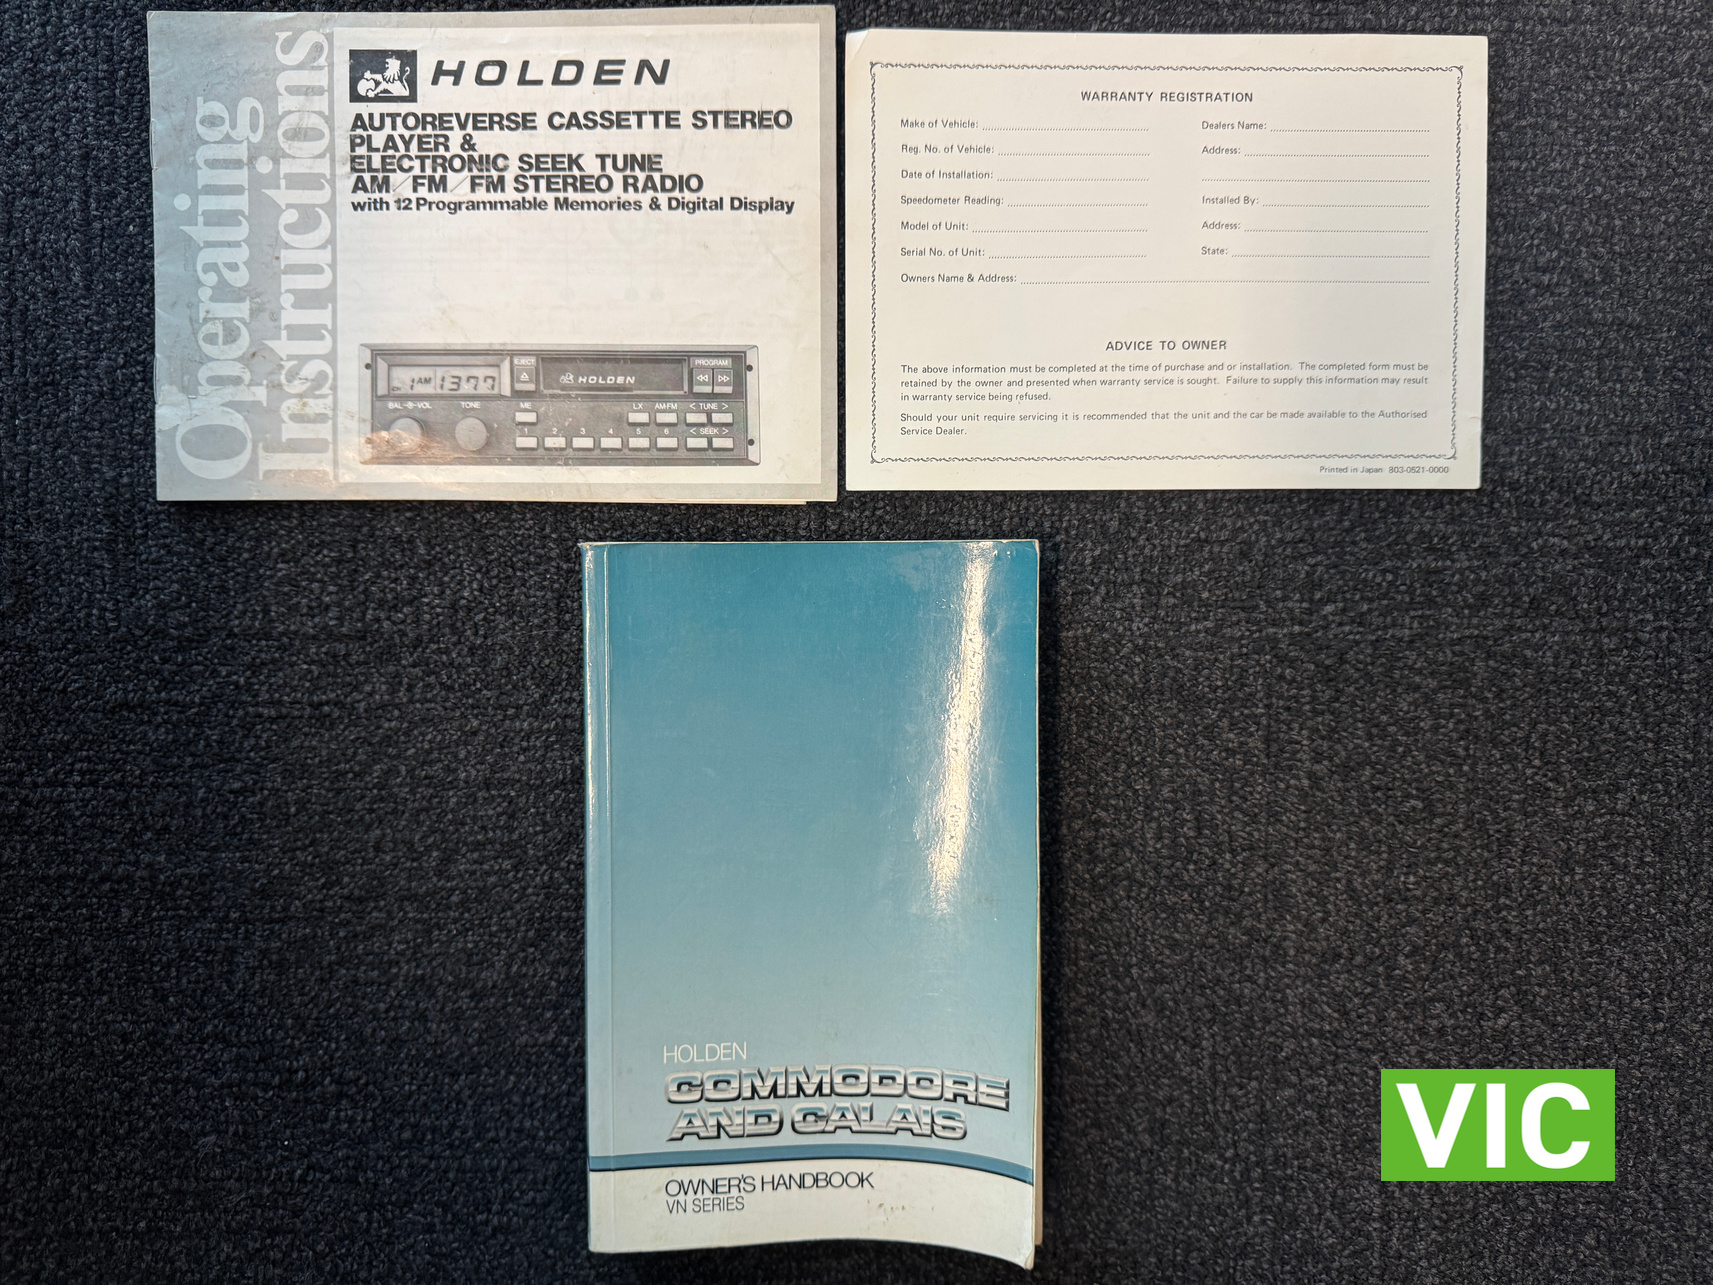 Operating
Instructions
HOLDEN
AUTOREVERSE CASSETTE STEREO
PLAYER &
ELECTRONIC SEEK TUNE
AM/FM/FM STEREO RADIO
with 12 Programmable Memories & Digital Display
CH 1 AM 1377
EJECT
HOLDEN
PROGRAM
BAL VOL
TONE
ME
LX
AM-FM
< TUNE >
1 2 3 4 5 6
< SEEK >
WARRANTY REGISTRATION
Make of Vehicle:
Reg. No. of Vehicle:
Date of Installation:
Speedometer Reading:
Model of Unit:
Serial No. of Unit:
Owners Name & Address:
Dealers Name:
Address:
Installed By:
Address:
State:
ADVICE TO OWNER
The above information must be completed at the time of purchase and or installation. The completed form must be
retained by the owner and presented when warranty service is sought. Failure to supply this information may result
in warranty service being refused.
Should your unit require servicing it is recommended that the unit and the car be made available to the Authorised
Service Dealer.
Printed in Japan 803-0521-0000
HOLDEN
COMMODORE
AND CALAIS
OWNER'S HANDBOOK
VN SERIES
VIC